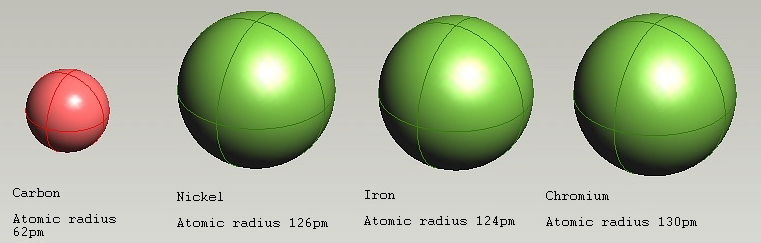 Carbon
Atomic radius
62pm
Nickel
Atomic radius 126pm
Iron
Atomic radius 124pm
Chromium
Atomic radius 130pm